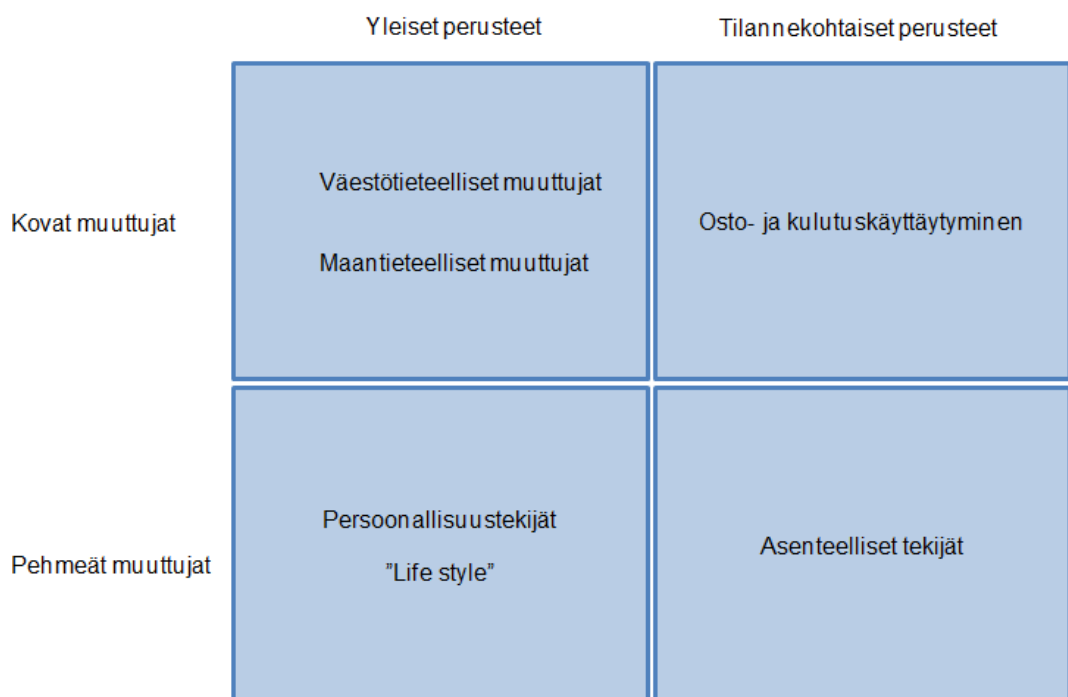 Yleiset perusteet
Tilannekohtaiset perusteet
Kovat muuttujat
Väestötieteelliset muuttujat
Maantieteelliset muuttujat
Osto- ja kulutuskäyttäytyminen
Pehmeät muuttujat
Persoonallisuustekijät
”Life style”
Asenteelliset tekijät